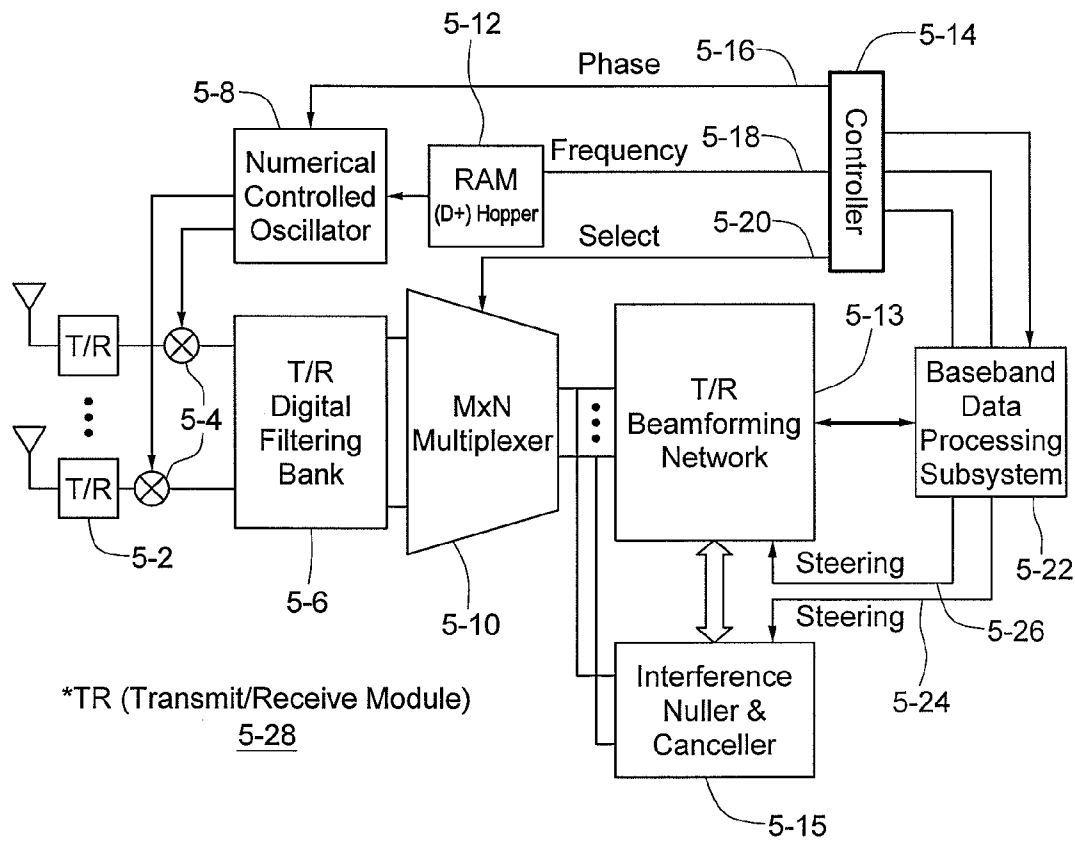 5-12
5-16
5-14
Phase
5-8
Numerical
Controlled
Oscillator
RAM
(D+) Hopper
Frequency
5-18
Controller
Select
5-20
T/R
5-4
T/R
5-2
T/R
Digital
Filtering
Bank
5-6
MxN
Multiplexer
5-10
T/R
Beamforming
Network
5-13
Baseband
Data
Processing
Subsystem
5-22
Steering
5-26
Steering
5-24
Interference
Nuller &
Canceller
5-15
*TR (Transmit/Receive Module)
5-28